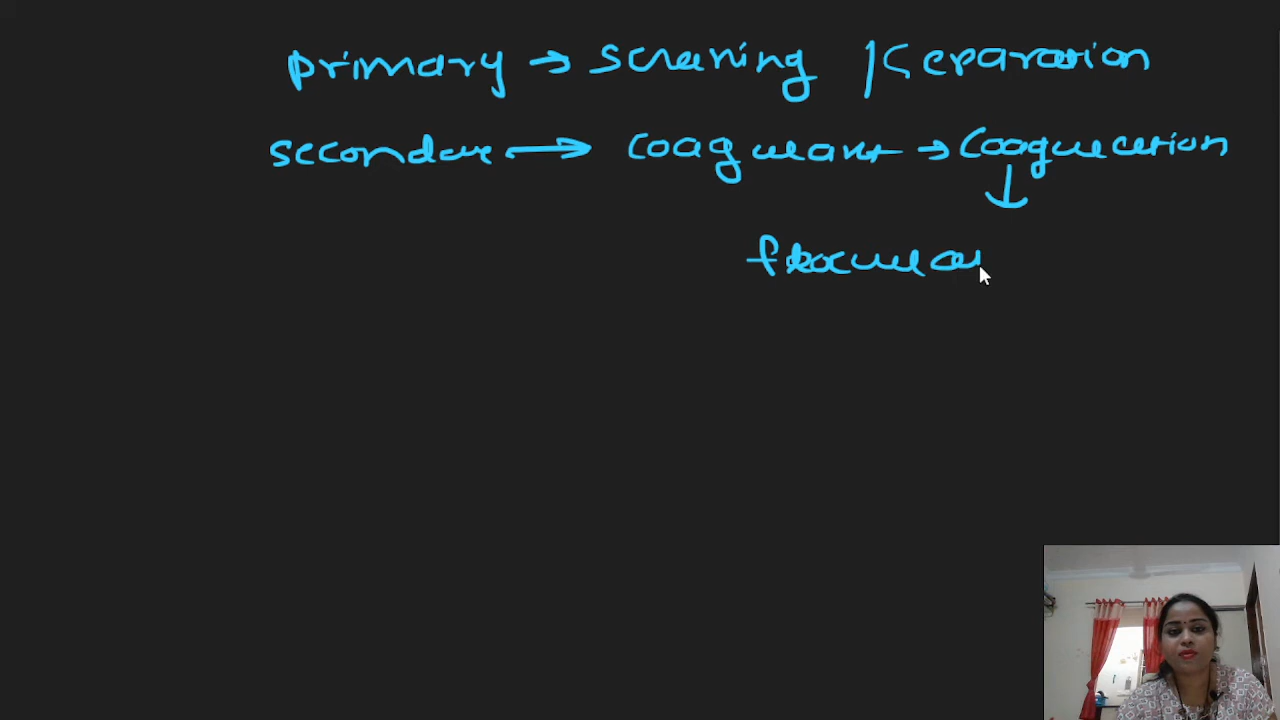 primary → screening / Separation
secondary → coagulant → Coagulation
↓
floccula